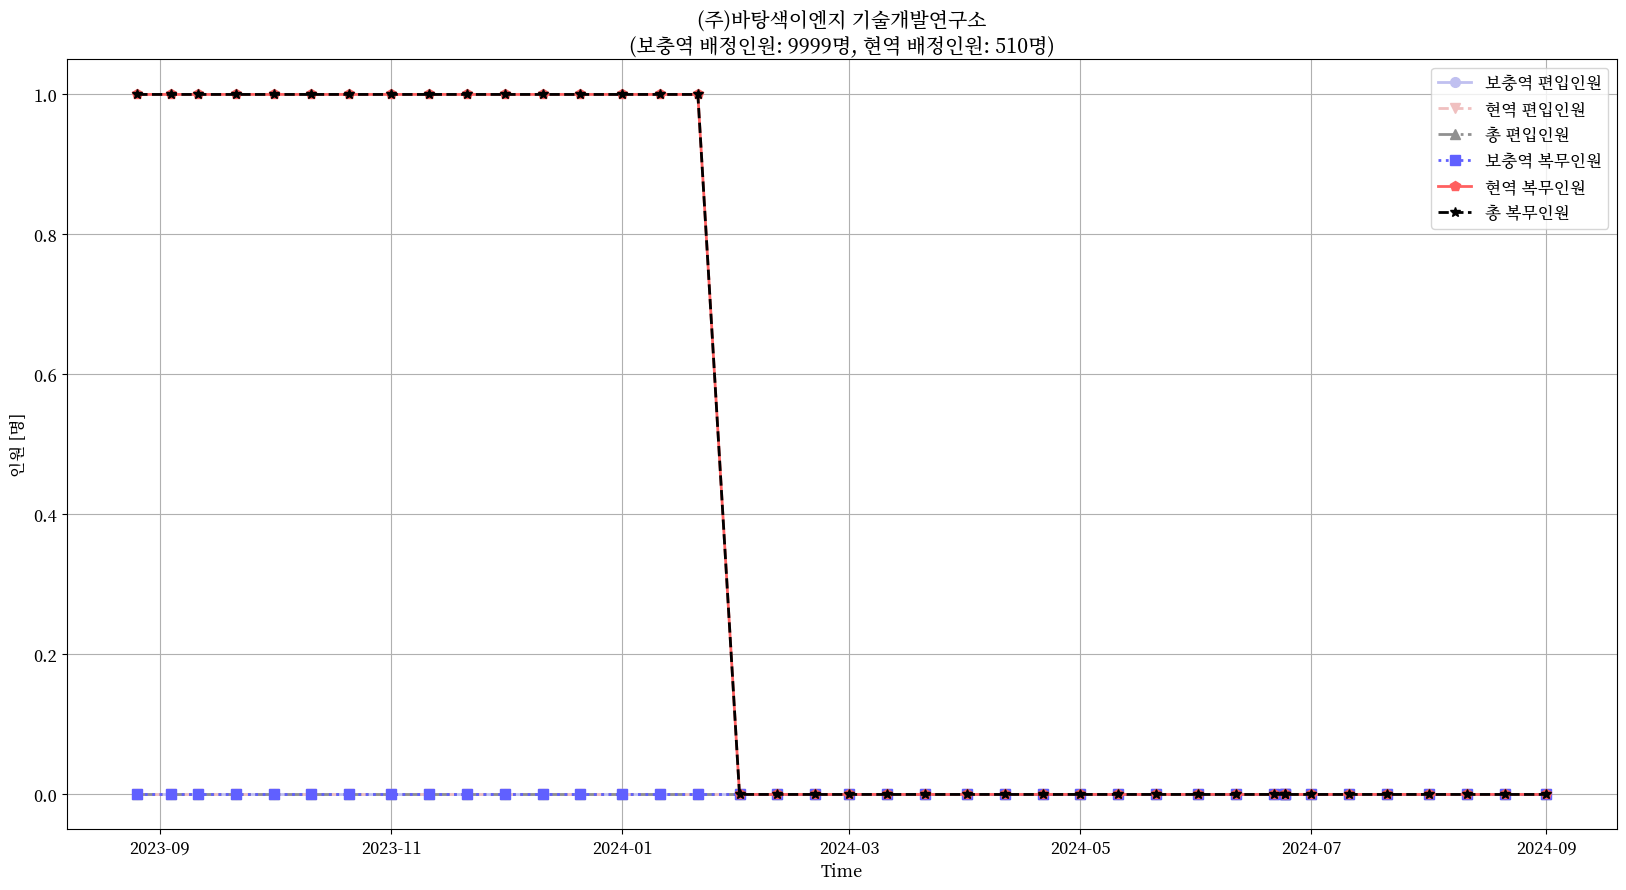 (주)바탕색이엔지 기술개발연구소
(보충역 배정인원: 9999명, 현역 배정인원: 510명)
보충역 편입인원
현역 편입인원
총 편입인원
보충역 복무인원
현역 복무인원
총 복무인원
인원 [명]
1.0
0.8
0.6
0.4
0.2
0.0
2023-09
2023-11
2024-01
2024-03
2024-05
2024-07
2024-09
Time